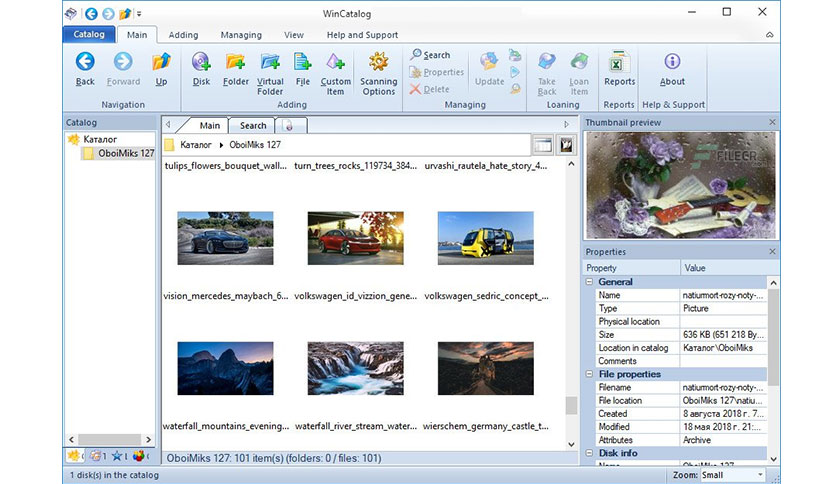 WinCatalog
Catalog Main Adding Managing View Help and Support
Back Forward Up Disk Folder Virtual Folder File Custom Item Scanning Options
Search
Properties
Delete
Update Take Back Loan Item Reports About
Navigation Adding Managing Loaning Reports Help & Support
Catalog
Каталог
OboiMiks 127
Main Search
Каталог OboiMiks 127
tulips_flowers_bouquet_wall... turn_trees_rocks_119734_384... urvashi_rautela_hate_story_4...
vision_mercedes_maybach_6... volkswagen_id_vizzion_gene... volkswagen_sedric_concept_...
waterfall_mountains_evening... waterfall_river_stream_water... wierschem_germany_castle_t...
OboiMiks 127: 101 item(s) (folders: 0 / files: 101)
Thumbnail preview
FILECR
Properties
Property Value
General
Name natiurmort-rozy-noty-...
Type Picture
Physical location
Size 636 KB (651 218 By...
Location in catalog Каталог\OboiMiks
Comments
File properties
Filename natiurmort-rozy-noty-...
File location OboiMiks 127\natiu...
Created 8 августа 2018 г. 7...
Modified 18 мая 2018 г. 21:...
Attributes Archive
Disk info
1 disk(s) in the catalog
Zoom: Small